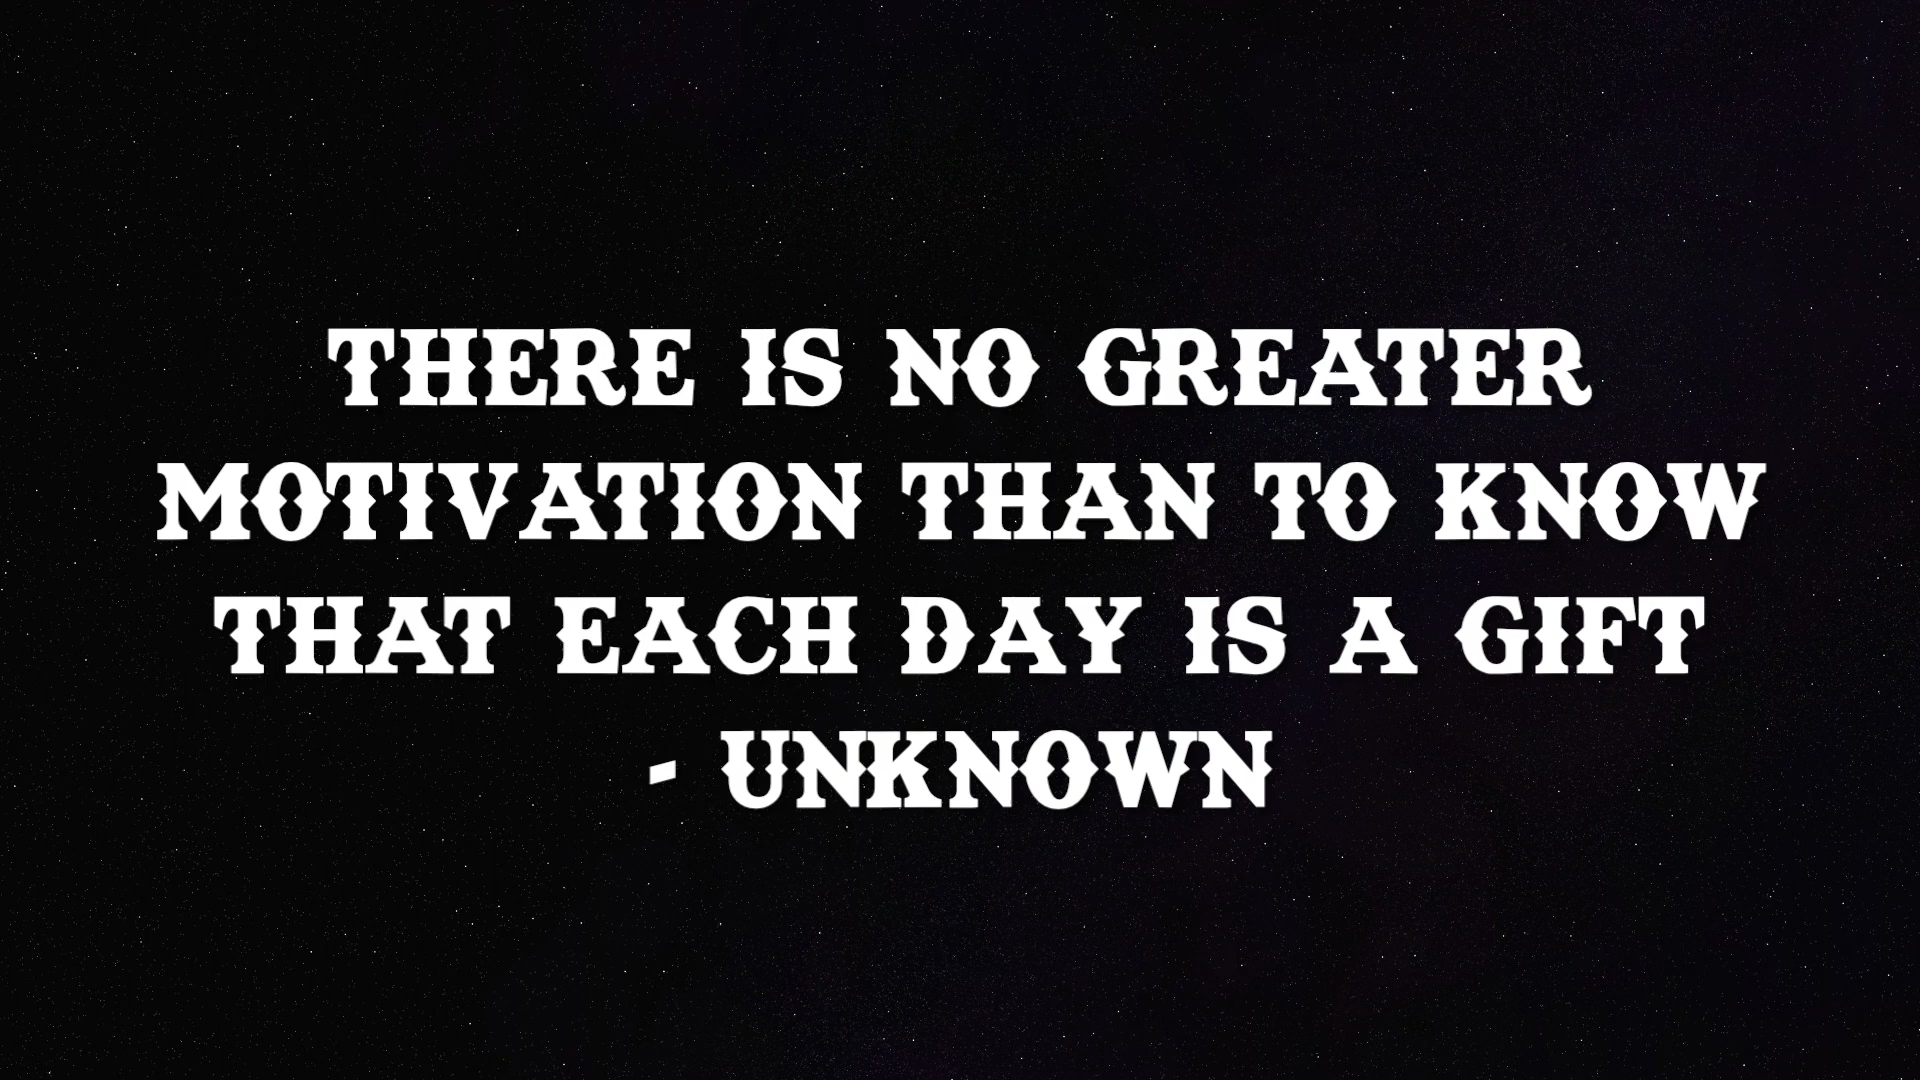 THERE IS NO GREATER
MOTIVATION THAN TO KNOW
THAT EACH DAY IS A GIFT
- UNKNOWN